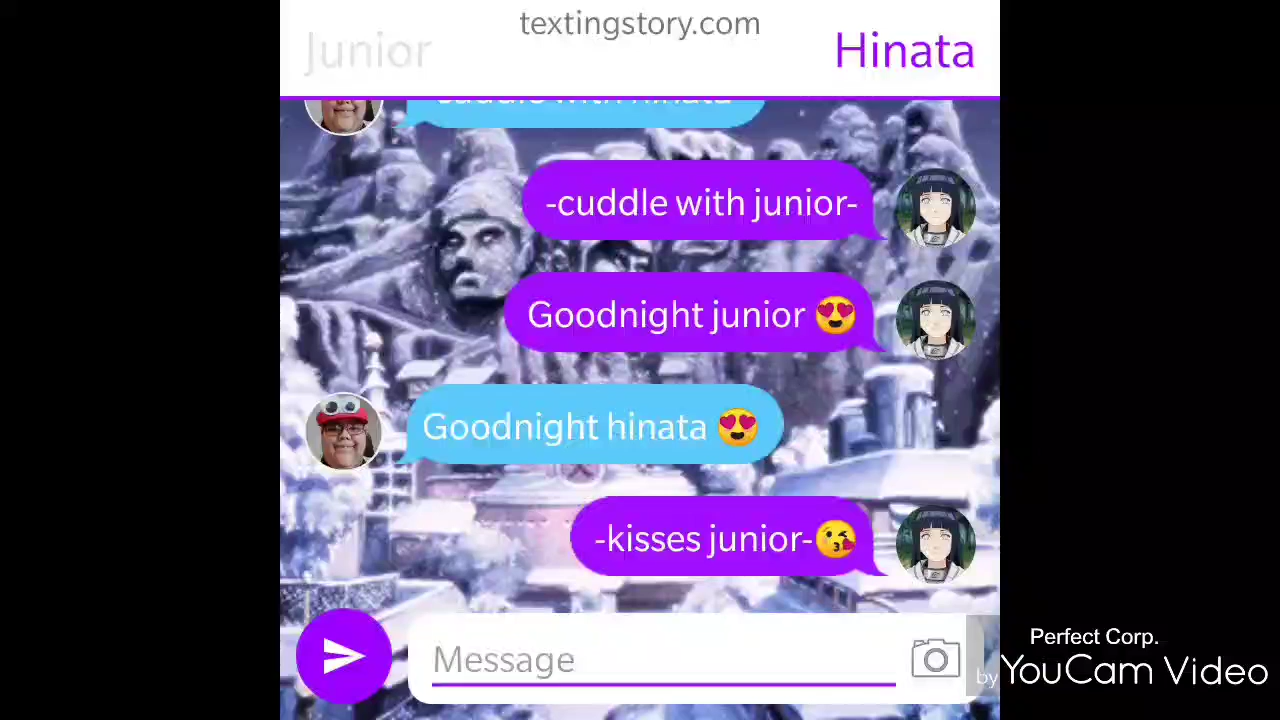 textingstory.com
Junior
Hinata
-cuddle with junior-
Goodnight junior 😍
Goodnight hinata 😍
-kisses junior-😘
Message
Perfect Corp.
by YouCam Video